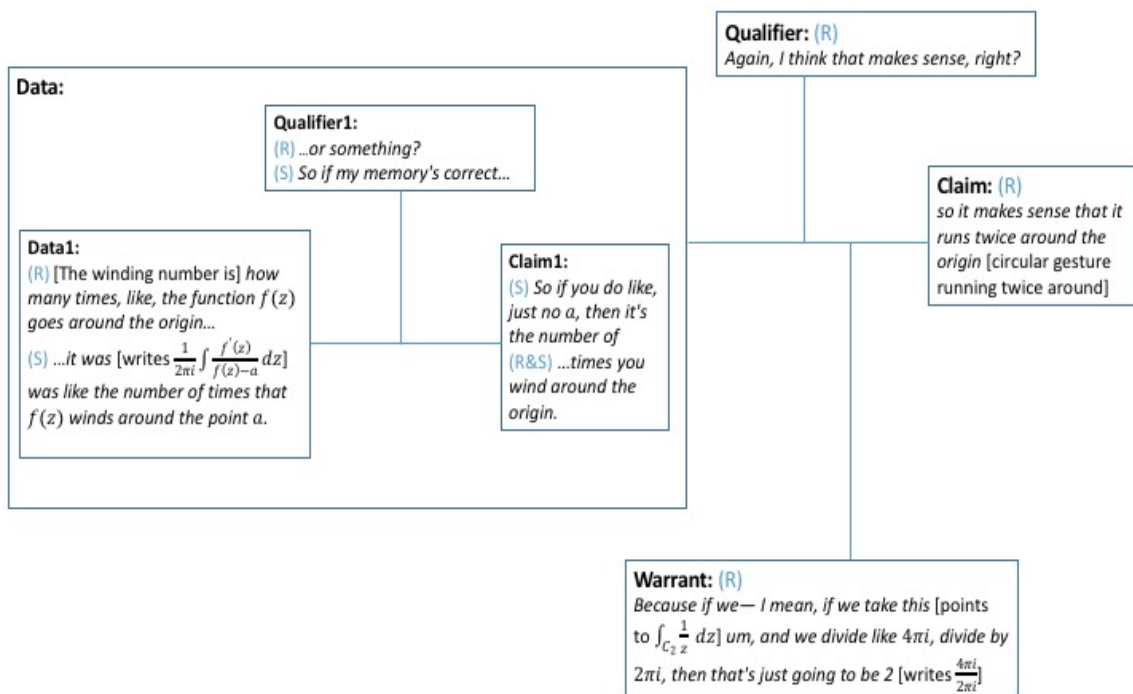 Qualifier: (R)
Again, I think that makes sense, right?
Data:
Qualifier1:
(R) …or something?
(S) So if my memory's correct…
Data1:
(R) [The winding number is] how
many times, like, the function f(z)
goes around the origin…
(S) …it was [writes \frac{1}{2πi} ∫ \frac{f'(z)}{f(z)−a} dz]
was like the number of times that
f(z) winds around the point a.
Claim1:
(S) So if you do like,
just no a, then it's
the number of
(R&S) …times you
wind around the
origin.
Claim: (R)
so it makes sense that it
runs twice around the
origin [circular gesture
running twice around]
Warrant: (R)
Because if we— I mean, if we take this [points
to ∫_{C_2} \frac{1}{z} dz] um, and we divide like 4πi, divide by
2πi, then that's just going to be 2 [writes \frac{4πi}{2πi}]